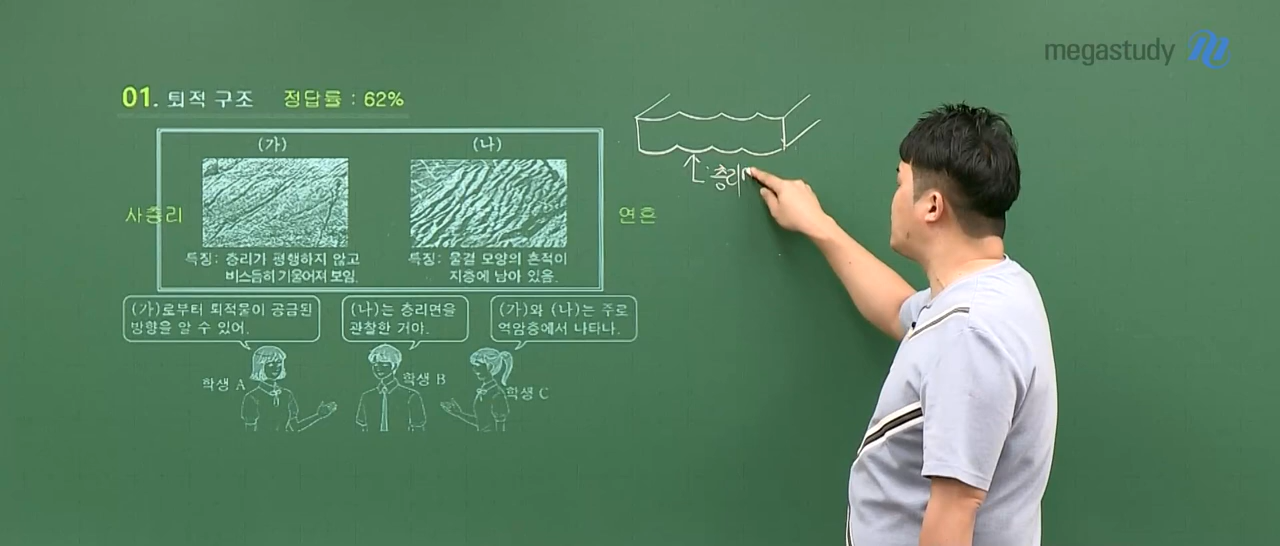 megastudy
01. 퇴적 구조 정답률 : 62%
(가) (나)
사층리
연흔
특징: 층리가 평행하지 않고
비스듬히 기울어져 보임.
특징: 물결 모양의 흔적이
지층에 남아 있음.
층리
(가)로부터 퇴적물이 공급된
방향을 알 수 있어.
(나)는 층리면을
관찰한 거야.
(가)와 (나)는 주로
역암층에서 나타나.
학생 A
학생 B
학생 C